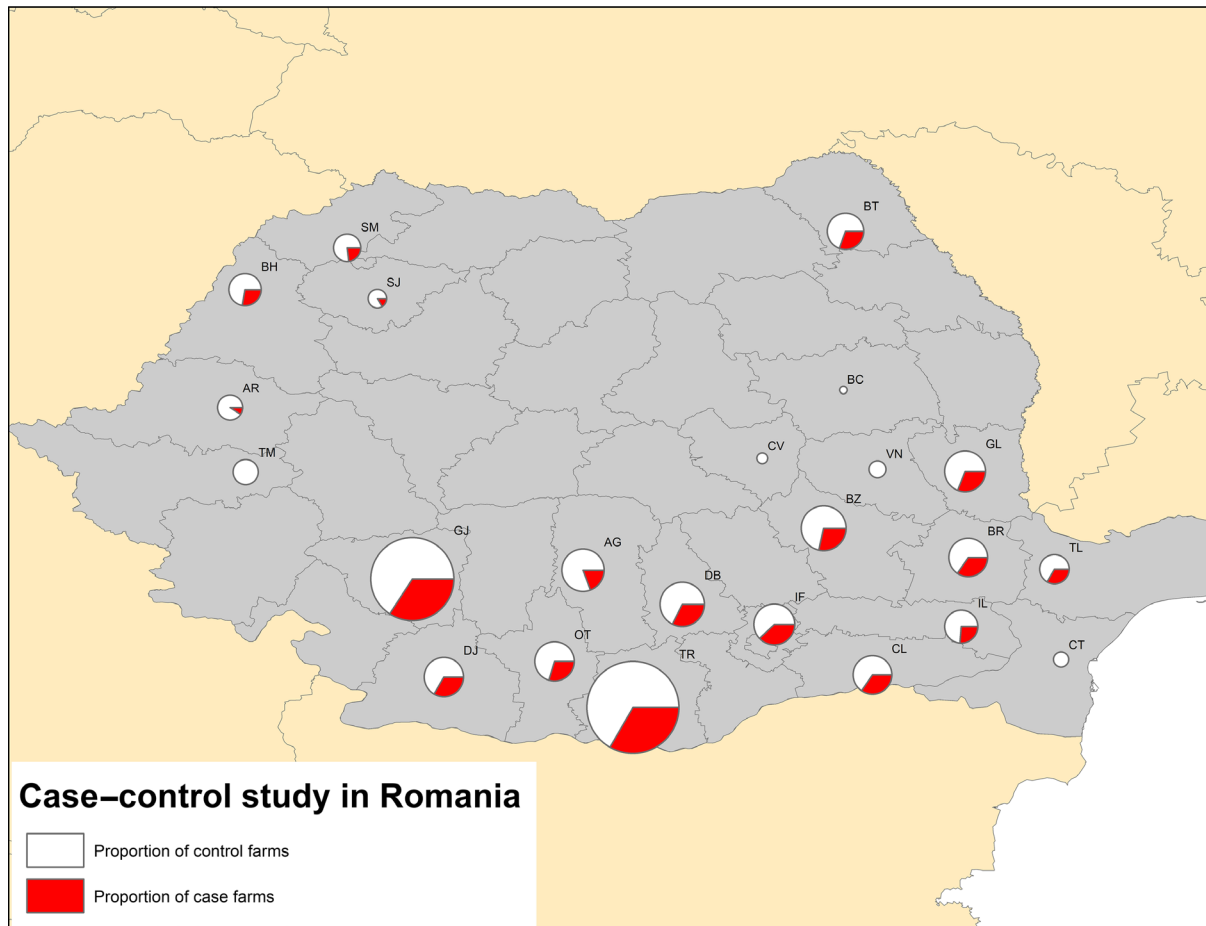 BT
SM
BH
SJ
AR
BC
TM
CV
VN
GL
BZ
GJ
AG
BR
TL
DB
IF
IL
OT
DJ
TR
CL
CT
Case–control study in Romania
Proportion of control farms
Proportion of case farms